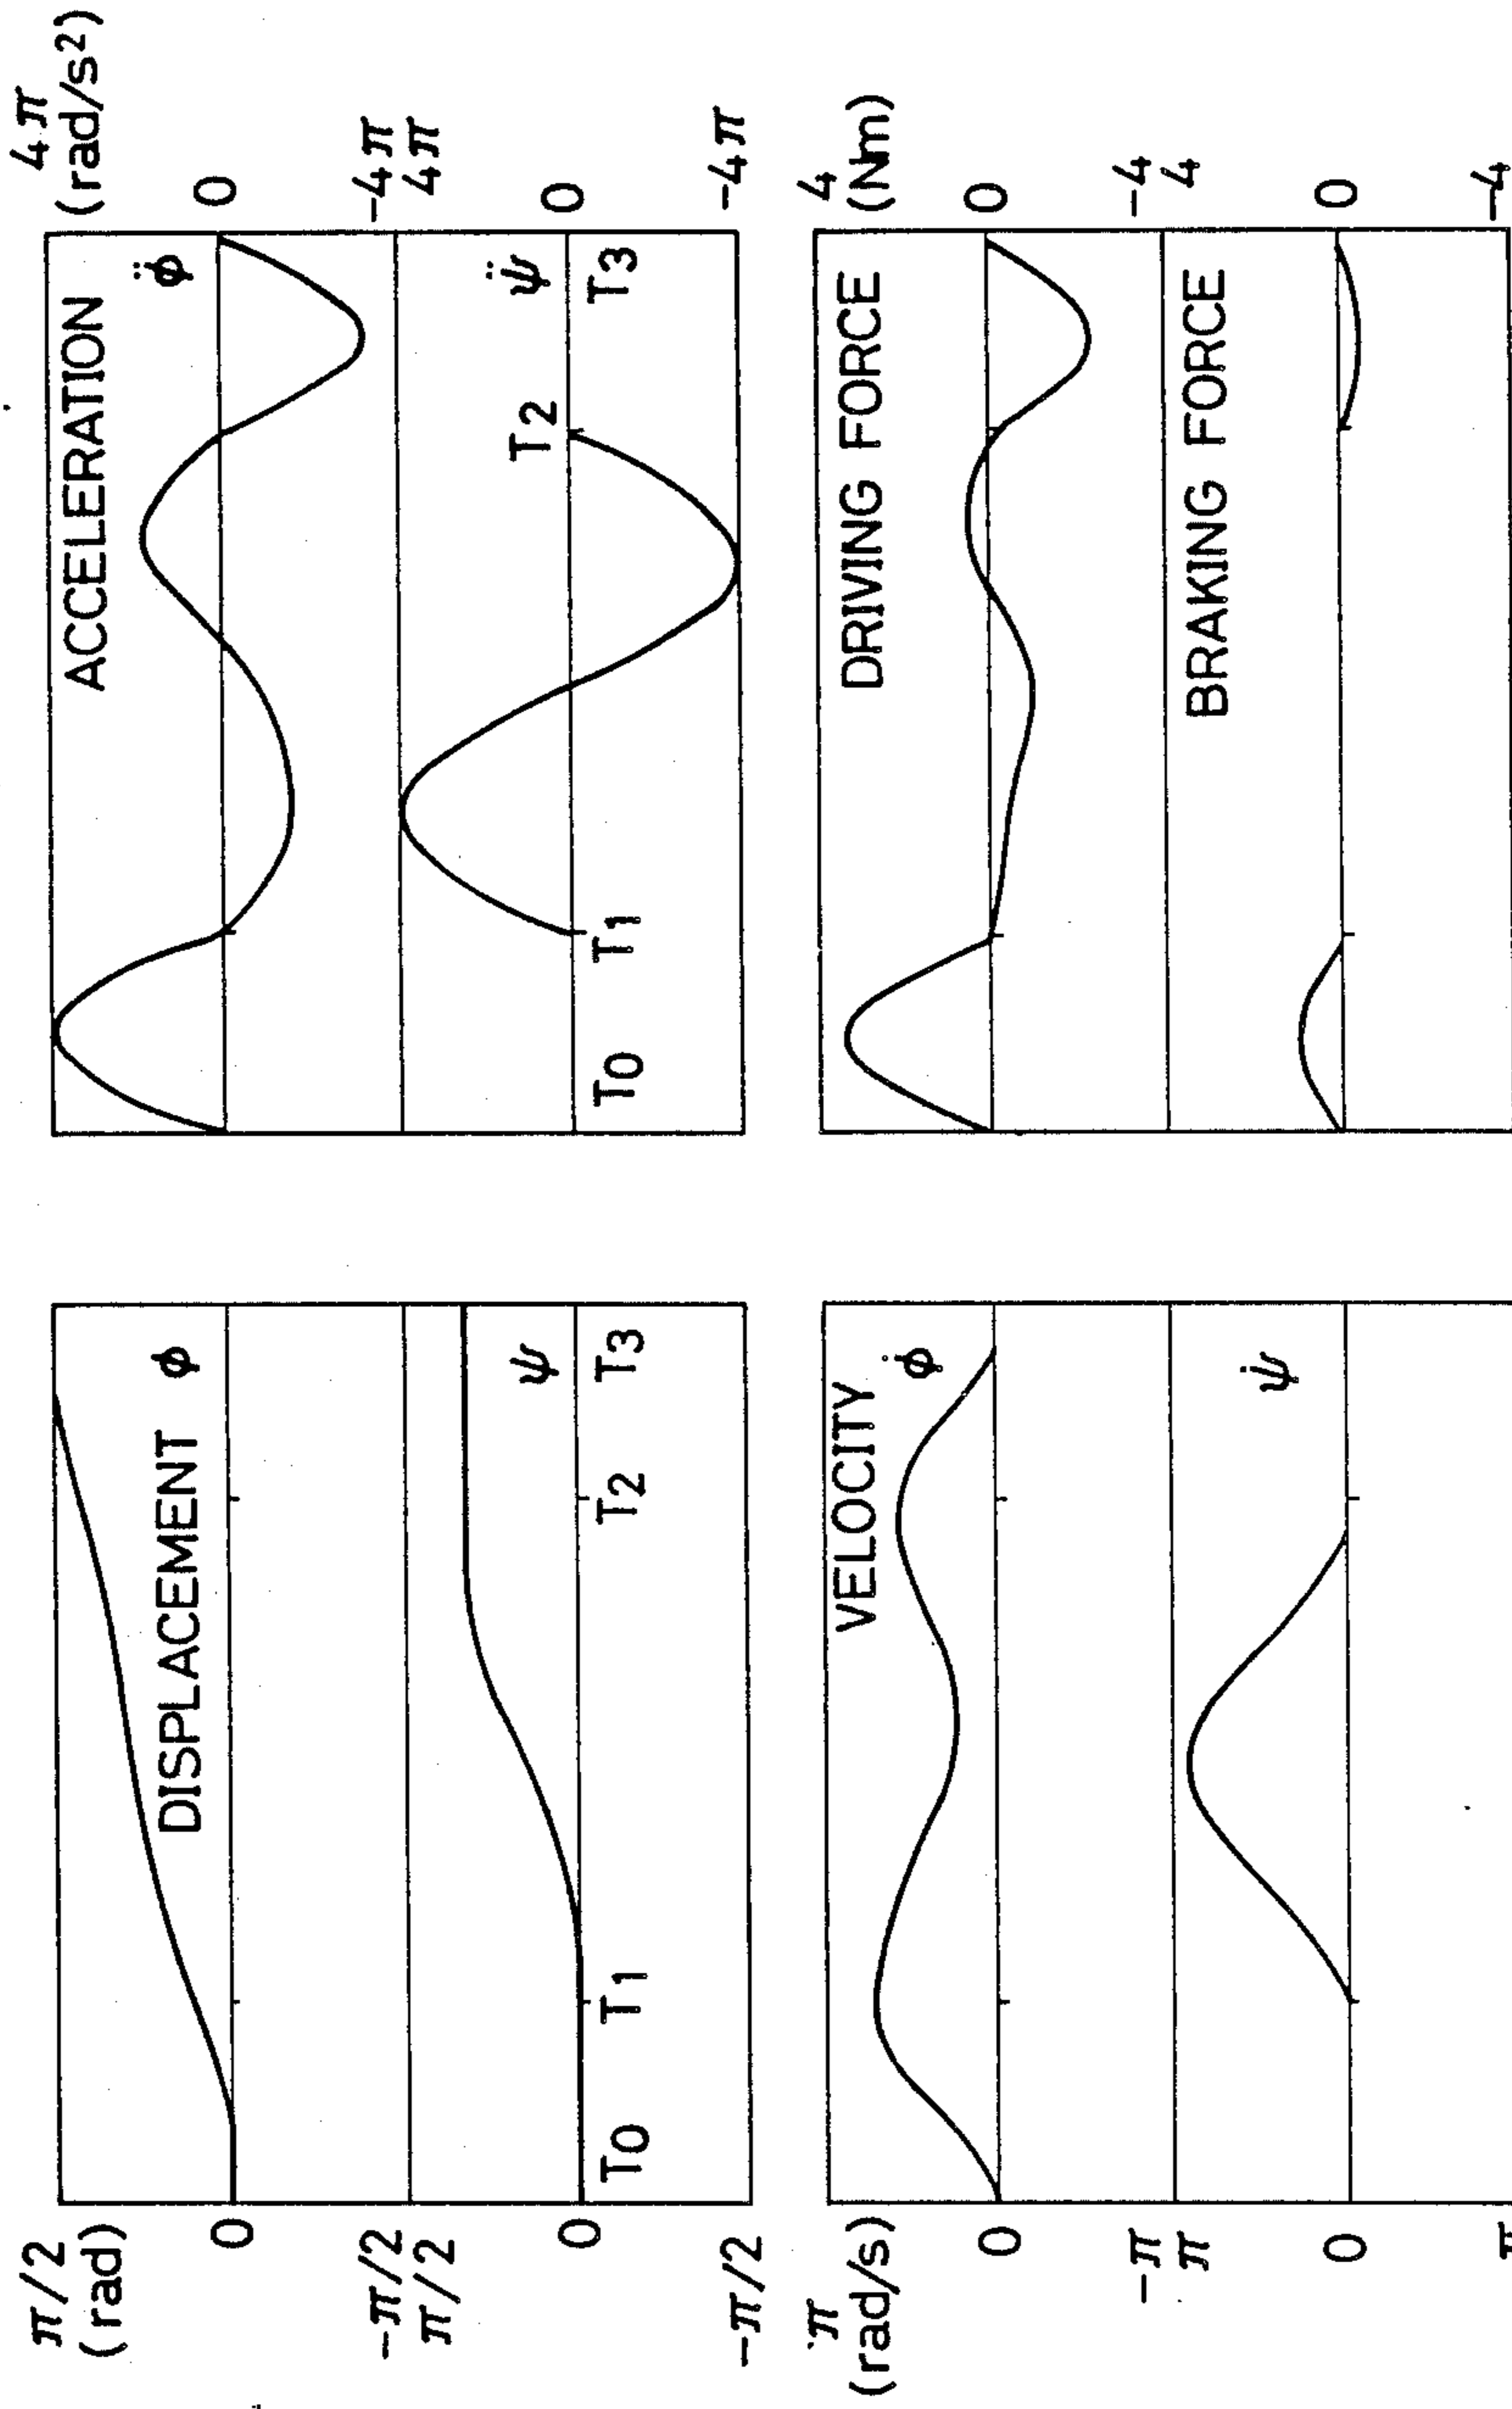 π/2
(rad)
DISPLACEMENT φ
0
-π/2
π/2
ψ
0
T0 T1 T2 T3
-π/2
4π
(rad/s²)
ACCELERATION
φ̈
0
-4π
4π
T2
ψ̈
0
T0 T1 T3
-4π
π
(rad/s)
VELOCITY
φ̇
0
-π
π
ψ̇
0
4
(Nm)
DRIVING FORCE
0
-4
4
BRAKING FORCE
0
-4